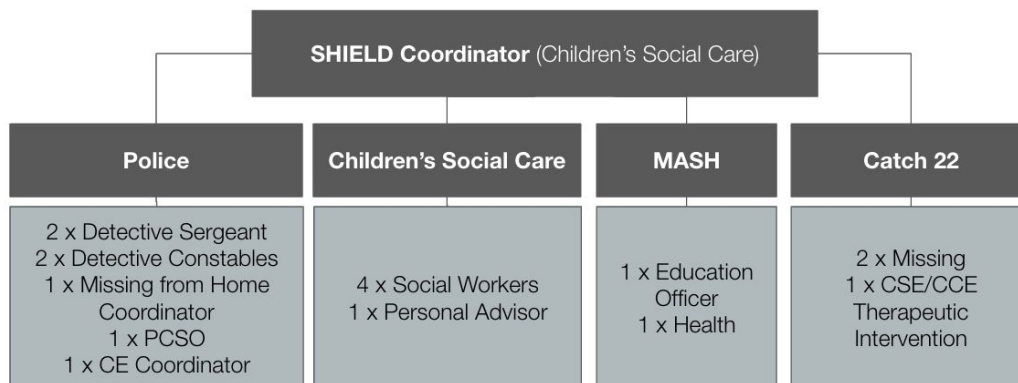 SHIELD Coordinator (Children's Social Care)
Police
2 x Detective Sergeant
2 x Detective Constables
1 x Missing from Home
Coordinator
1 x PCSO
1 x CE Coordinator
Children's Social Care
4 x Social Workers
1 x Personal Advisor
MASH
1 x Education
Officer
1 x Health
Catch 22
2 x Missing
1 x CSE/CCE
Therapeutic
Intervention